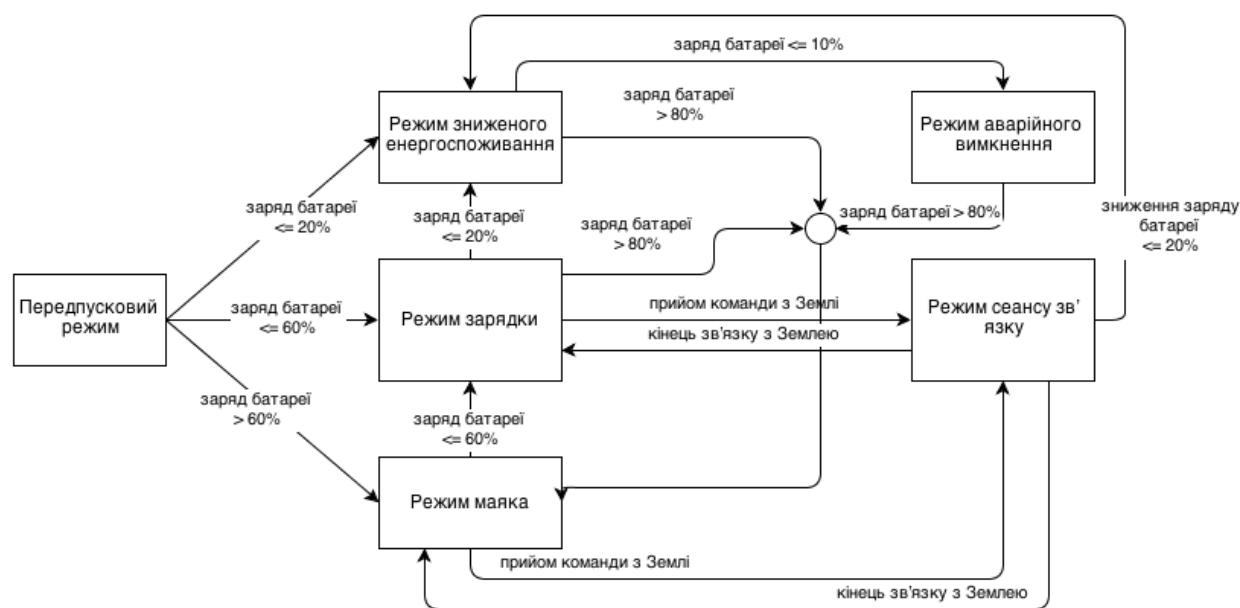 заряд батареї <= 10%
заряд батареї
> 80%
Режим зниженого
енергоспоживання
Режим аварійного
вимкнення
заряд батареї
<= 20%
заряд батареї
<= 20%
заряд батареї
> 80%
заряд батареї > 80%
зниження заряду
батареї
<= 20%
Передпусковий
режим
заряд батареї
<= 60%
Режим зарядки
прийом команди з Землі
кінець зв'язку з Землею
Режим сеансу зв'
язку
заряд батареї
> 60%
заряд батареї
<= 60%
Режим маяка
прийом команди з Землі
кінець зв'язку з Землею